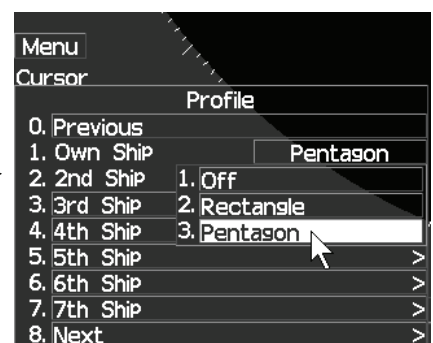 Menu
Cursor
Profile
0. Previous
1. Own Ship Pentagon
2. 2nd Ship 1. Off
3. 3rd Ship 2. Rectangle
4. 4th Ship 3. Pentagon
5. 5th Ship >
6. 6th Ship >
7. 7th Ship >
8. Next >